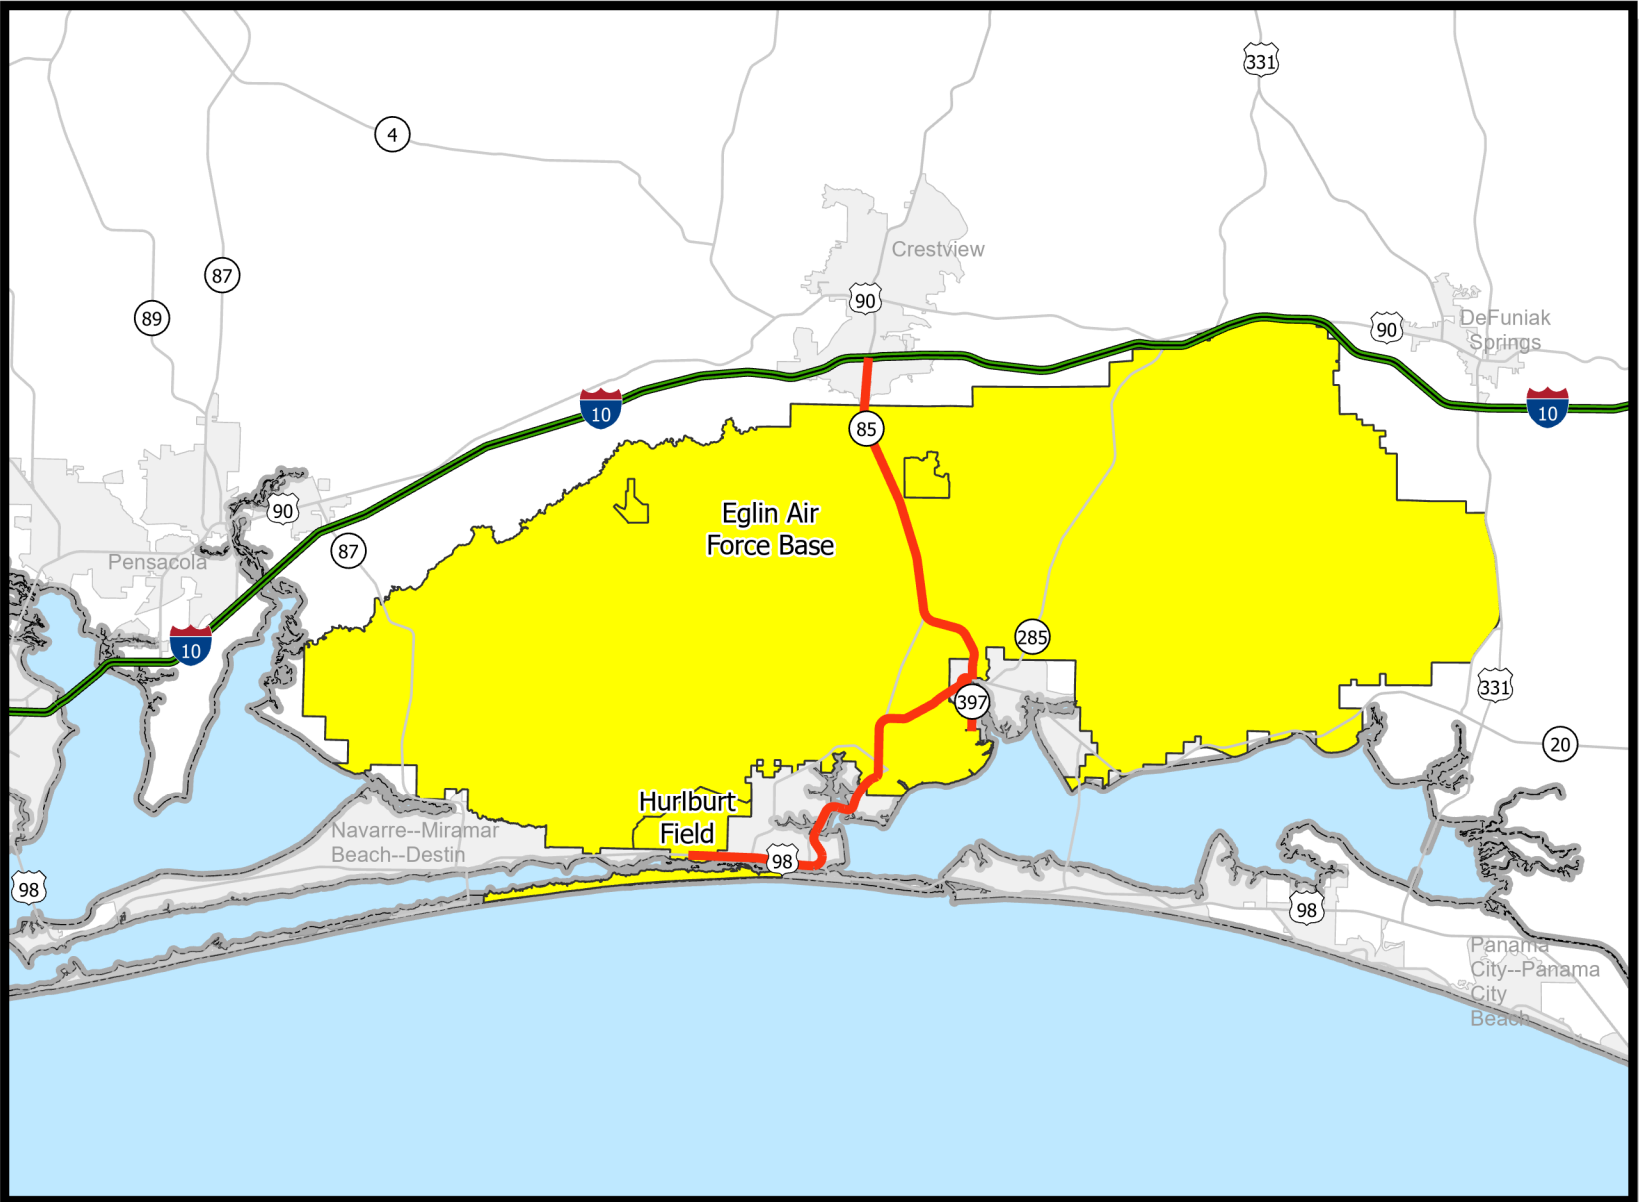 331
4
Crestview
87
90
89
90
DeFuniak
Springs
10
10
85
90
Eglin Air
Force Base
87
Pensacola
285
10
331
397
20
Hurlburt
Field
Navarre--Miramar
Beach--Destin
98
98
98
Panama
City--Panama
City
Beach